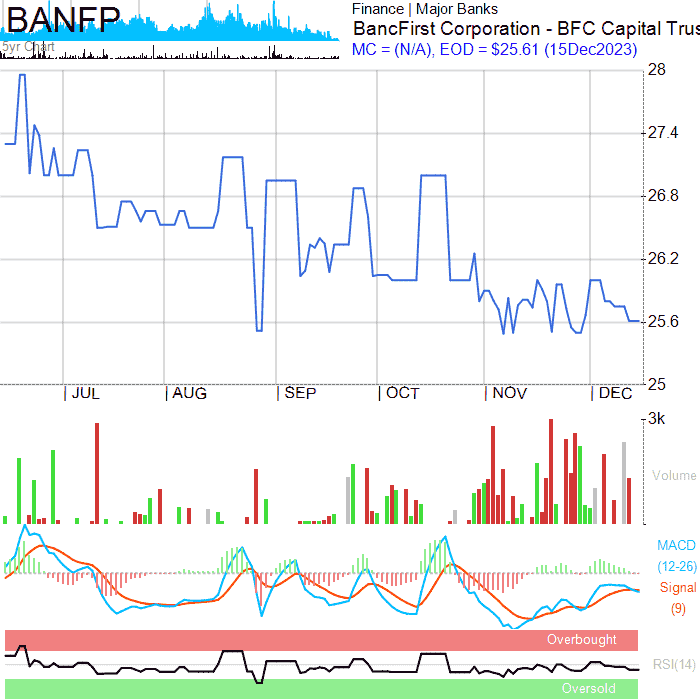 BANFP
5yr Chart
Finance | Major Banks
BancFirst Corporation - BFC Capital Trus
MC = (N/A), EOD = $25.61 (15Dec2023)
28
27.4
26.8
26.2
25.6
25
JUL AUG SEP OCT NOV DEC
3k
Volume
MACD
(12-26)
Signal
(9)
Overbought
RSI(14)
Oversold